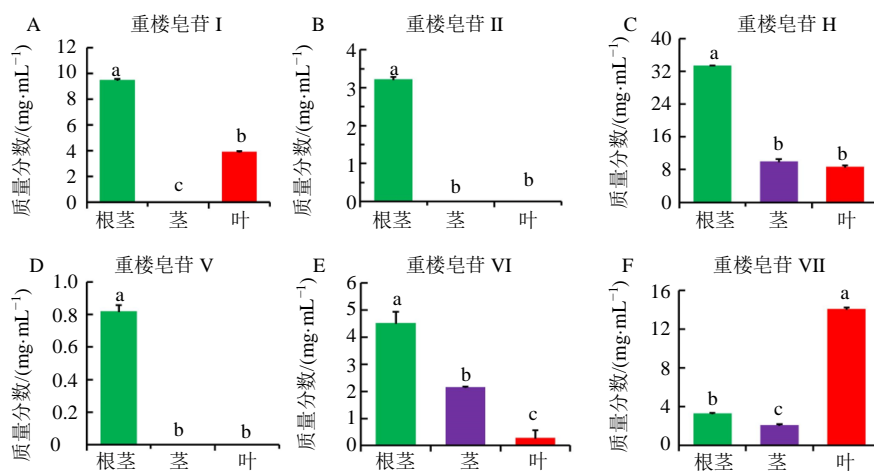 A
重楼皂苷 I
质量分数/(mg·mL⁻¹)
12
10
8
6
4
2
0
a
c
b
根茎
茎
叶
B
重楼皂苷 II
质量分数/(mg·mL⁻¹)
4
3
2
1
0
a
b
b
根茎
茎
叶
C
重楼皂苷 H
质量分数/(mg·mL⁻¹)
40
32
24
16
8
0
a
b
b
根茎
茎
叶
D
重楼皂苷 V
质量分数/(mg·mL⁻¹)
1.0
0.8
0.6
0.4
0.2
0
a
b
b
根茎
茎
叶
E
重楼皂苷 VI
质量分数/(mg·mL⁻¹)
6
5
4
3
2
1
0
a
b
c
根茎
茎
叶
F
重楼皂苷 VII
质量分数/(mg·mL⁻¹)
16
12
8
4
0
b
c
a
根茎
茎
叶